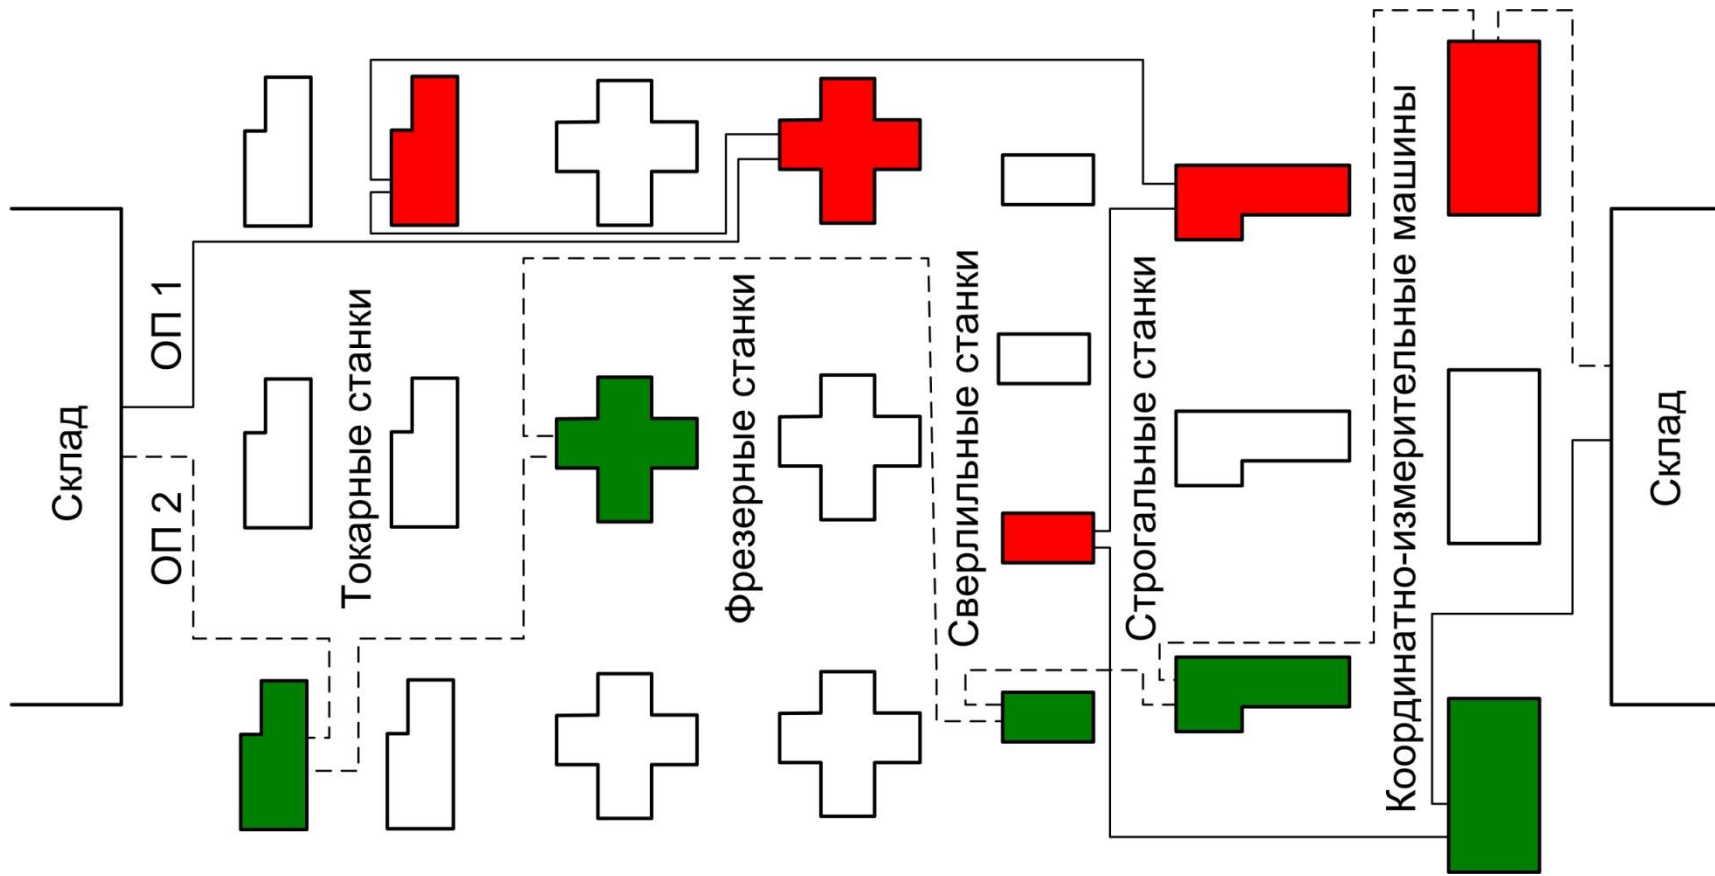 Склад
ОП 1
ОП 2
Токарные станки
Фрезерные станки
Сверлильные станки
Строгальные станки
Координатно-измерительные машины
Склад